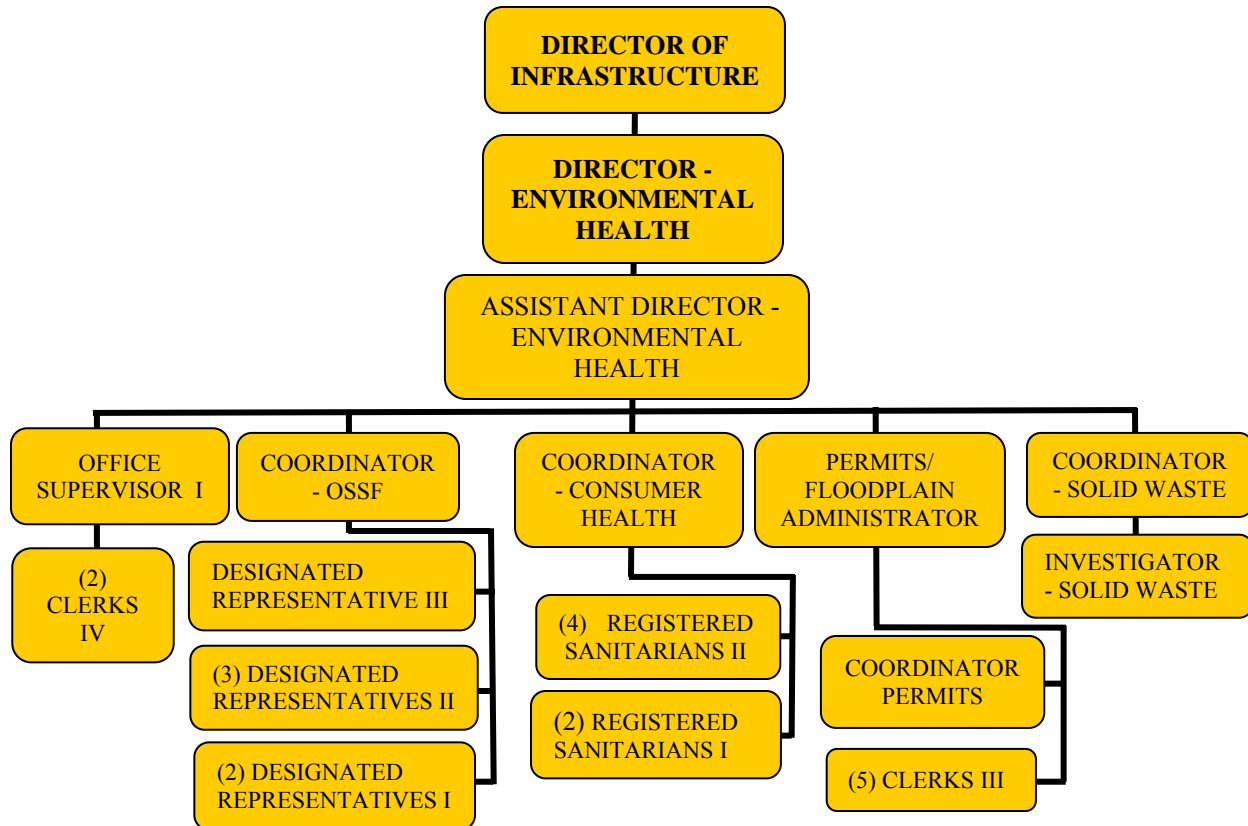 DIRECTOR OF
INFRASTRUCTURE
DIRECTOR -
ENVIRONMENTAL
HEALTH
ASSISTANT DIRECTOR -
ENVIRONMENTAL
HEALTH
OFFICE
SUPERVISOR I
(2)
CLERKS
IV
COORDINATOR
- OSSF
DESIGNATED
REPRESENTATIVE III
(3) DESIGNATED
REPRESENTATIVES II
(2) DESIGNATED
REPRESENTATIVES I
COORDINATOR
- CONSUMER
HEALTH
(4) REGISTERED
SANITARIANS II
(2) REGISTERED
SANITARIANS I
PERMITS/
FLOODPLAIN
ADMINISTRATOR
COORDINATOR
PERMITS
(5) CLERKS III
COORDINATOR
- SOLID WASTE
INVESTIGATOR
- SOLID WASTE